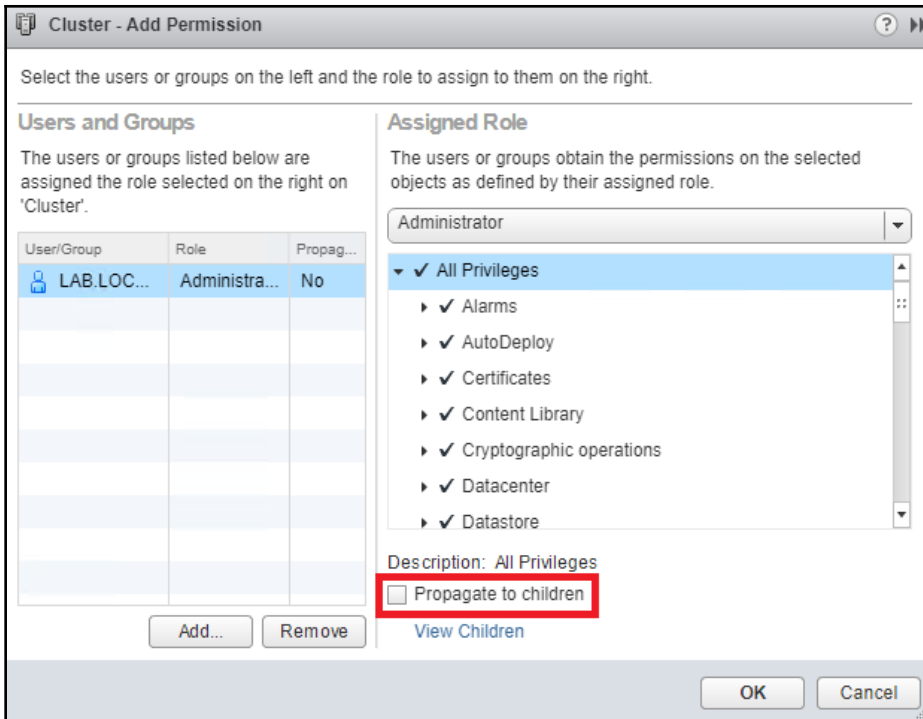 Cluster - Add Permission
?
Select the users or groups on the left and the role to assign to them on the right.
Users and Groups
The users or groups listed below are
assigned the role selected on the right on
'Cluster'.
User/Group Role Propag...
LAB.LOC... Administra... No
Add... Remove
Assigned Role
The users or groups obtain the permissions on the selected
objects as defined by their assigned role.
Administrator
All Privileges
Alarms
AutoDeploy
Certificates
Content Library
Cryptographic operations
Datacenter
Datastore
Description: All Privileges
Propagate to children
View Children
OK Cancel